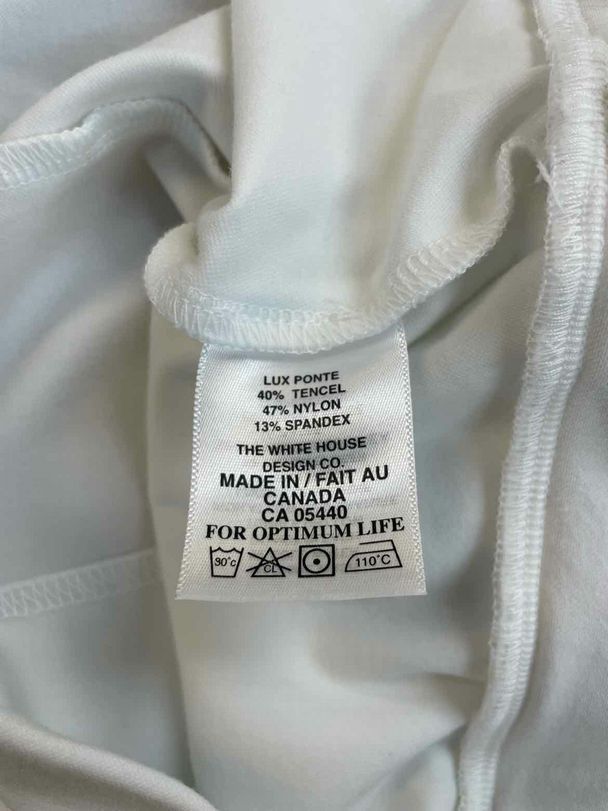 LUX PONTE
40% TENCEL
47% NYLON
13% SPANDEX
THE WHITE HOUSE
DESIGN CO.
MADE IN / FAIT AU
CANADA
CA 05440
FOR OPTIMUM LIFE
30°c CL 110°C